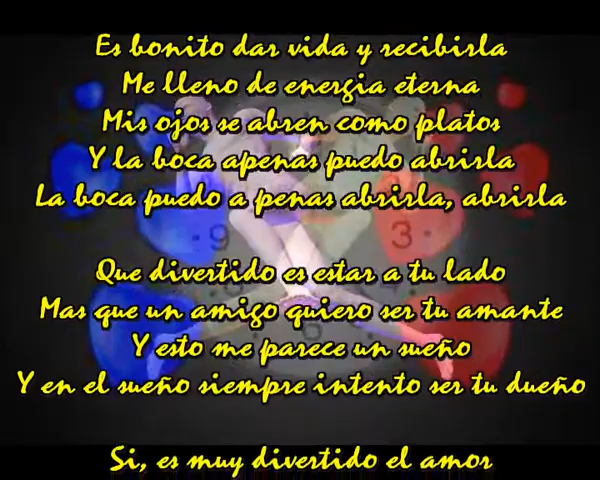 Es bonito dar vida y recibirla
Me lleno de energia eterna
Mis ojos se abren como platos
Y la boca apenas puedo abrirla
La boca puedo a penas abrirla, abrirla
:9
3:
6
Que divertido es estar a tu lado
Mas que un amigo quiero ser tu amante
Y esto me parece un sueño
Y en el sueño siempre intento ser tu dueño
Si, es muy divertido el amor